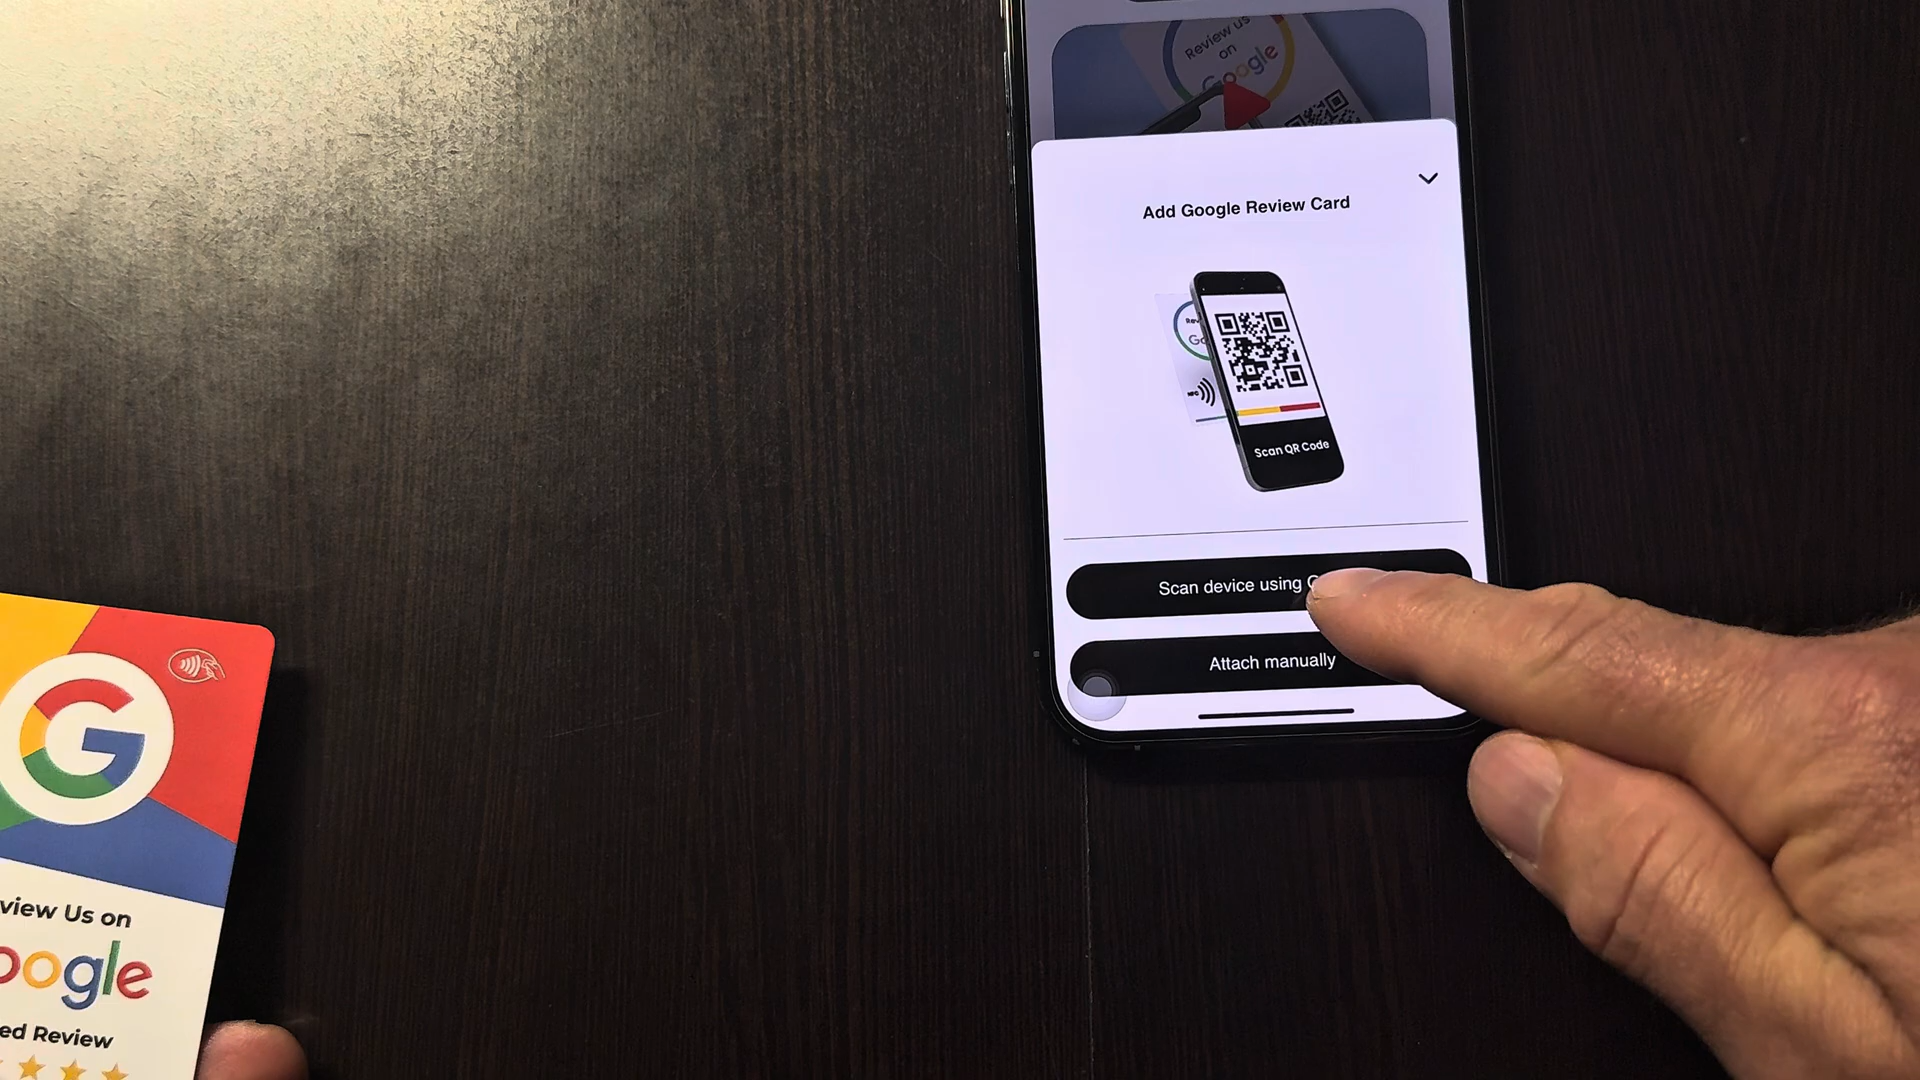 Review us
on
Google
Add Google Review Card
Scan QR Code
NFC
Scan device using
Attach manually
view Us on
oogle
ed Review